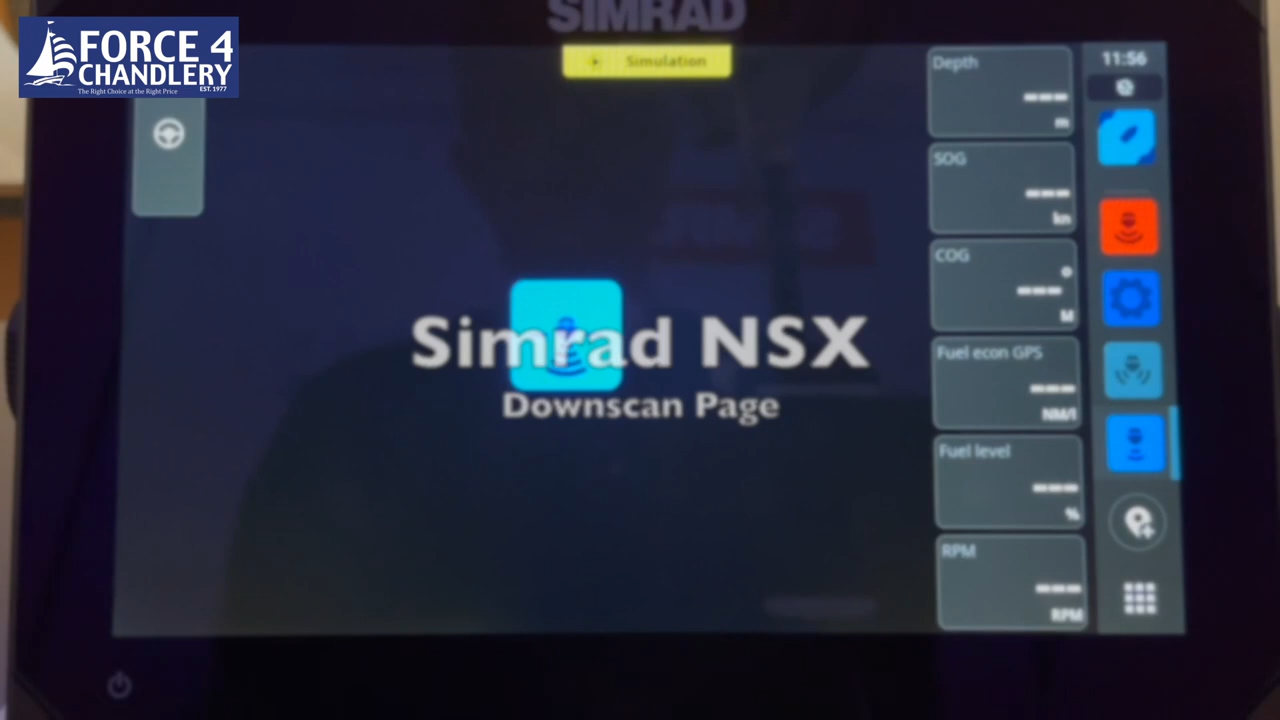 SIMRAD
FORCE 4
CHANDLERY
The Right Choice at the Right Price
EST. 1977
Simulation
11:56
Depth
---
m
SOG
---
kn
COG
---
°
M
Fuel econ GPS
---
NM/l
Fuel level
---
%
RPM
---
RPM
Simrad NSX
Downscan Page